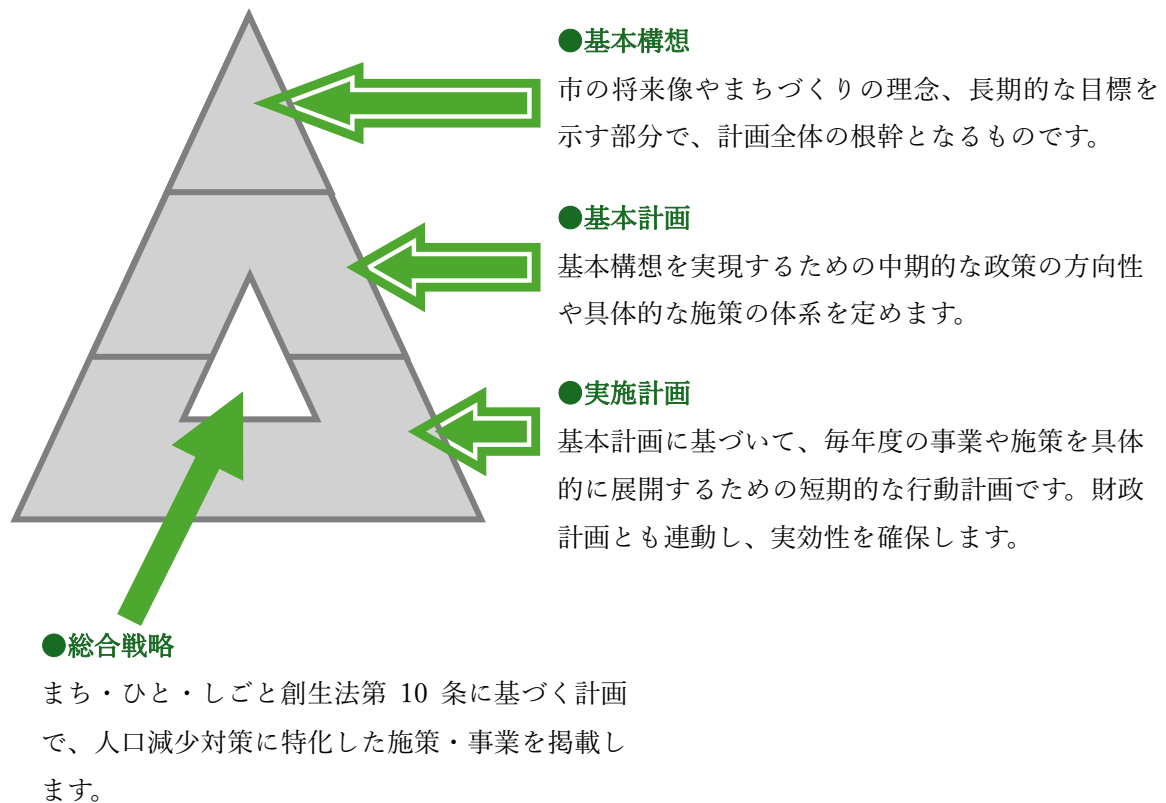 ●基本構想
市の将来像やまちづくりの理念、長期的な目標を
示す部分で、計画全体の根幹となるものです。
●基本計画
基本構想を実現するための中期的な政策の方向性
や具体的な施策の体系を定めます。
●実施計画
基本計画に基づいて、毎年度の事業や施策を具体
的に展開するための短期的な行動計画です。財政
計画とも連動し、実効性を確保します。
●総合戦略
まち・ひと・しごと創生法第 10 条に基づく計画
で、人口減少対策に特化した施策・事業を掲載し
ます。